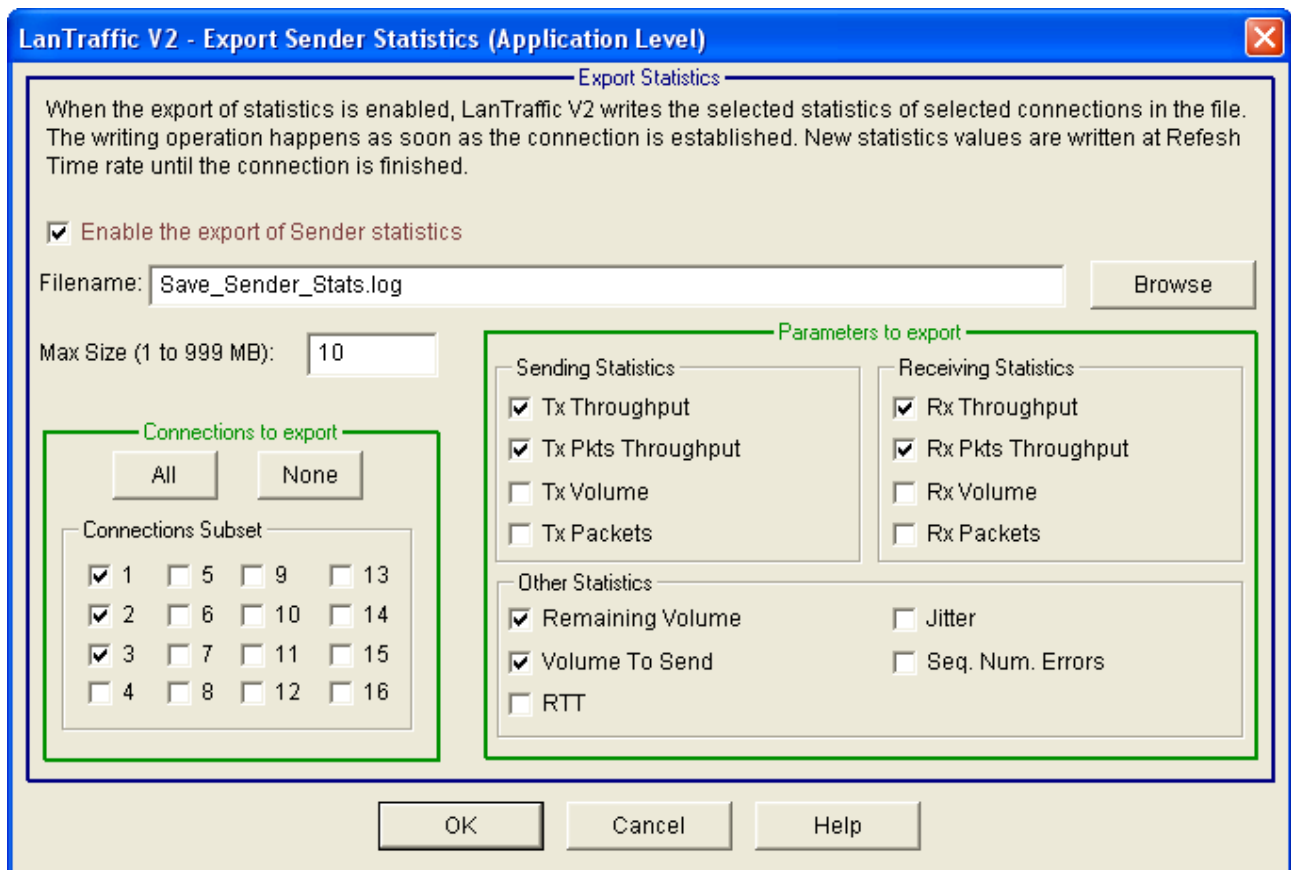 LanTraffic V2 - Export Sender Statistics (Application Level)
Export Statistics
When the export of statistics is enabled, LanTraffic V2 writes the selected statistics of selected connections in the file.
The writing operation happens as soon as the connection is established. New statistics values are written at Refesh
Time rate until the connection is finished.
Enable the export of Sender statistics
Filename: Save_Sender_Stats.log Browse
Max Size (1 to 999 MB): 10
Connections to export
All None
Connections Subset
1 5 9 13
2 6 10 14
3 7 11 15
4 8 12 16
Parameters to export
Sending Statistics
Tx Throughput
Tx Pkts Throughput
Tx Volume
Tx Packets
Receiving Statistics
Rx Throughput
Rx Pkts Throughput
Rx Volume
Rx Packets
Other Statistics
Remaining Volume Jitter
Volume To Send Seq. Num. Errors
RTT
OK Cancel Help